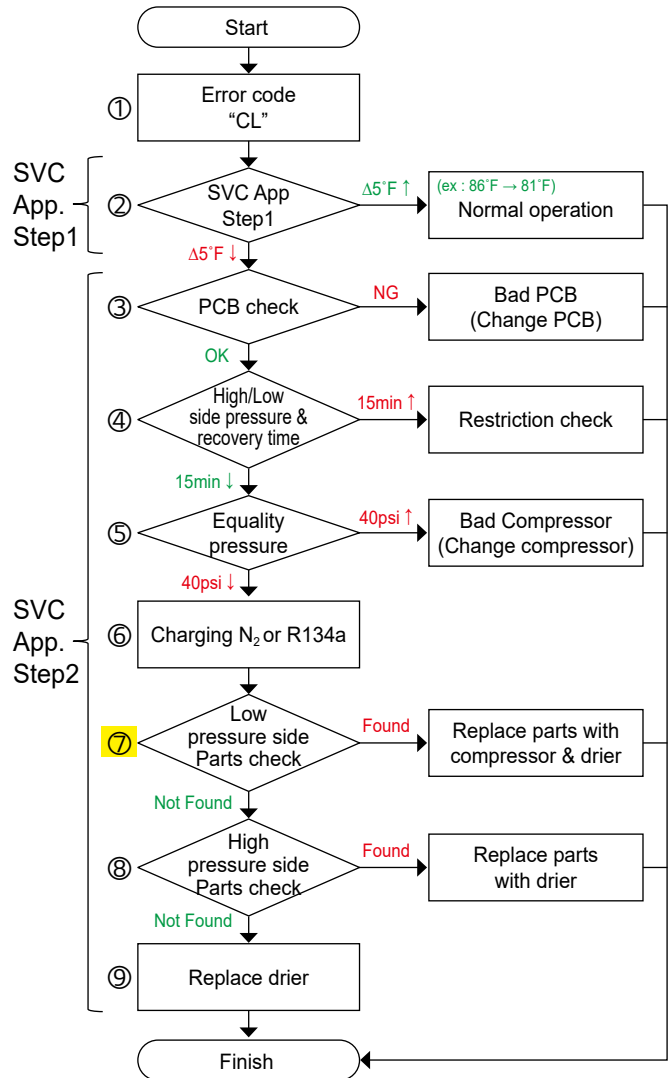 Start
①
Error code
“CL”
SVC
App.
Step1
②
SVC App
Step1
Δ5˚F ↑
(ex : 86˚F → 81˚F)
Normal operation
Δ5˚F ↓
③
PCB check
NG
Bad PCB
(Change PCB)
OK
④
High/Low
side pressure &
recovery time
15min ↑
Restriction check
15min ↓
⑤
Equality
pressure
40psi ↑
Bad Compressor
(Change compressor)
40psi ↓
SVC
App.
Step2
⑥
Charging N₂ or R134a
⑦
Low
pressure side
Parts check
Found
Replace parts with
compressor & drier
Not Found
⑧
High
pressure side
Parts check
Found
Replace parts
with drier
Not Found
⑨
Replace drier
Finish